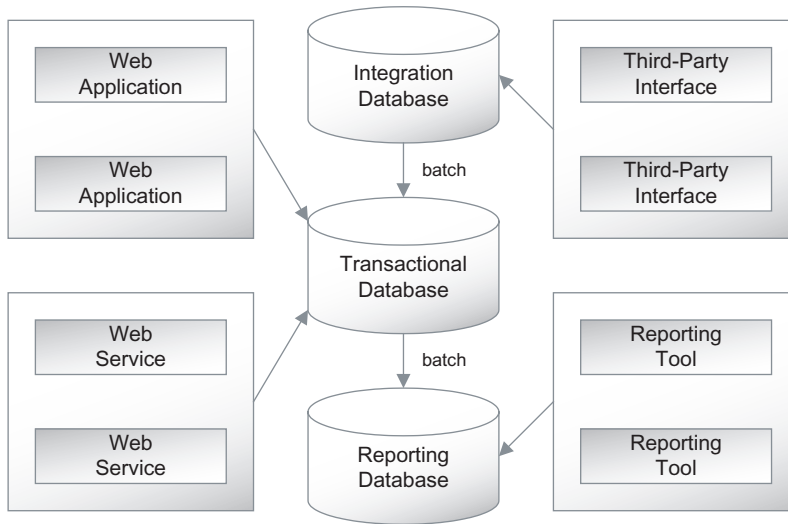 Web
Application
Web
Application
Integration
Database
Third-Party
Interface
Third-Party
Interface
batch
Transactional
Database
Web
Service
Web
Service
batch
Reporting
Database
Reporting
Tool
Reporting
Tool